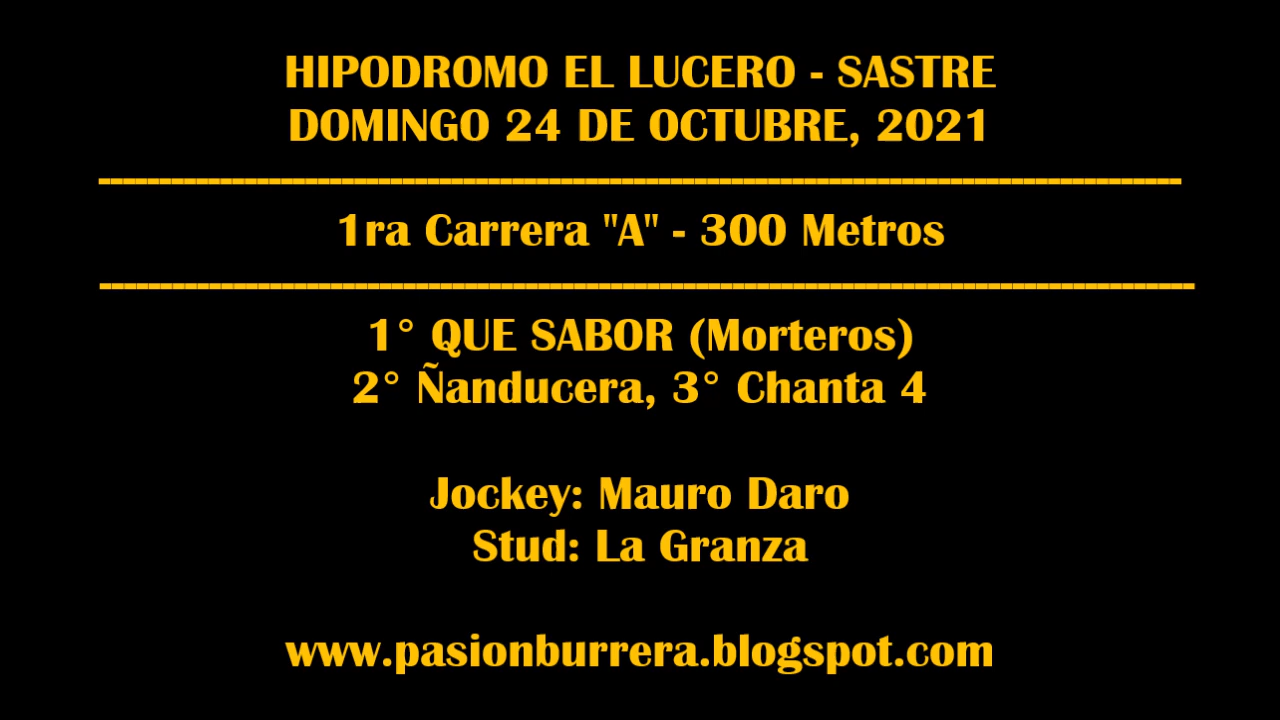 HIPODROMO EL LUCERO - SASTRE
DOMINGO 24 DE OCTUBRE, 2021
1ra Carrera "A" - 300 Metros
1° QUE SABOR (Morteros)
2° Ñanducera, 3° Chanta 4
Jockey: Mauro Daro
Stud: La Granza
www.pasionburrera.blogspot.com